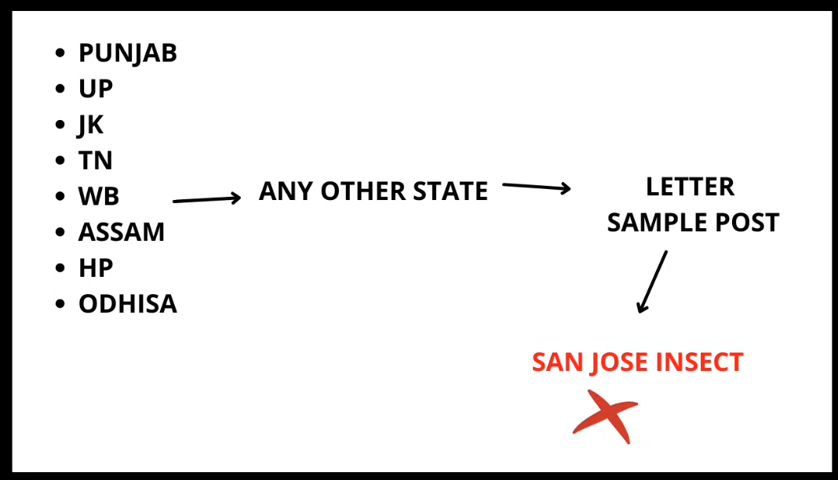 PUNJAB
UP
JK
TN
WB
ASSAM
HP
ODHISA
ANY OTHER STATE
LETTER
SAMPLE POST
SAN JOSE INSECT